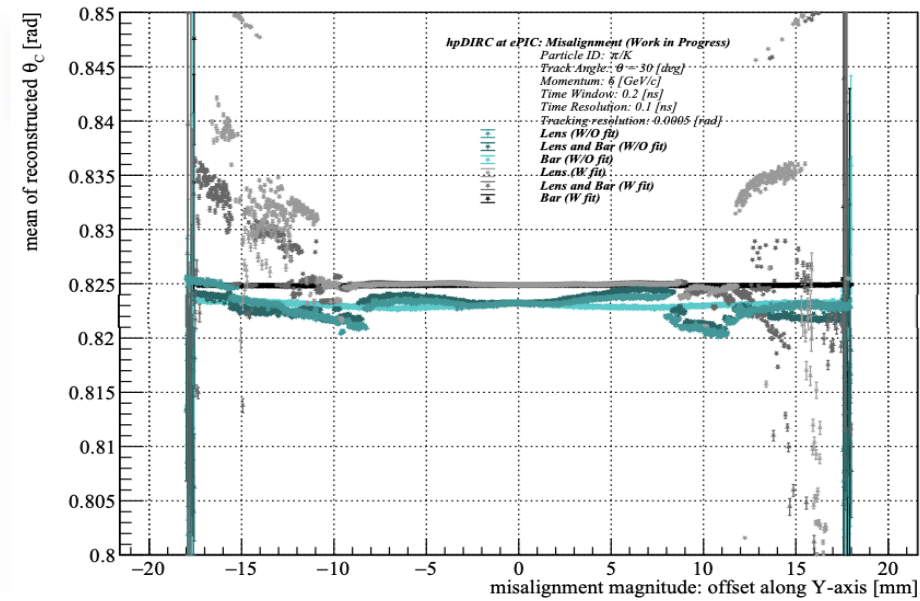 mean of reconstructed θC [rad]
0.85
0.845
0.84
0.835
0.83
0.825
0.82
0.815
0.81
0.805
0.8
hpDIRC at ePIC: Misalignment (Work in Progress)
Particle ID: π/K
Track Angle: θ = 30 [deg]
Momentum: 6 [GeV/c]
Time Window: 0.2 [ns]
Time Resolution: 0.1 [ns]
Tracking resolution: 0.0005 [rad]
Lens (W/O fit)
Lens and Bar (W/O fit)
Bar (W/O fit)
Lens (W fit)
Lens and Bar (W fit)
Bar (W fit)
−20 −15 −10 −5 0 5 10 15 20
misalignment magnitude: offset along Y-axis [mm]